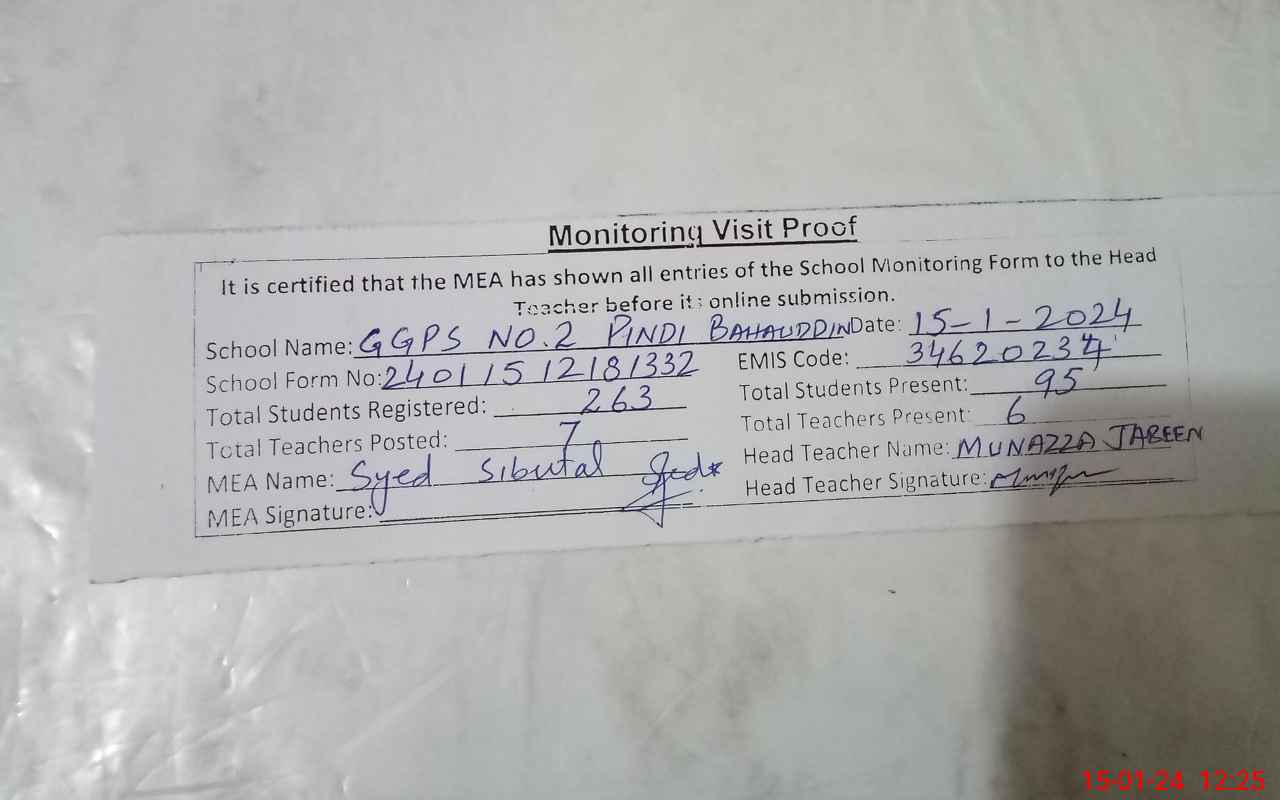 Monitoring Visit Proof
It is certified that the MEA has shown all entries of the School Monitoring Form to the Head
Teacher before its online submission.
School Name: GGPS NO.2 PINDI BAHAUDDIN Date: 15-1-2024
School Form No: 240115 12181332 EMIS Code: 34620234
Total Students Registered: 263 Total Students Present: 95
Total Teachers Posted: 7 Total Teachers Present: 6
MEA Name: Syed Sibutal Head Teacher Name: MUNAZZA JABEEN
MEA Signature: Head Teacher Signature:
15-01-24 12:25